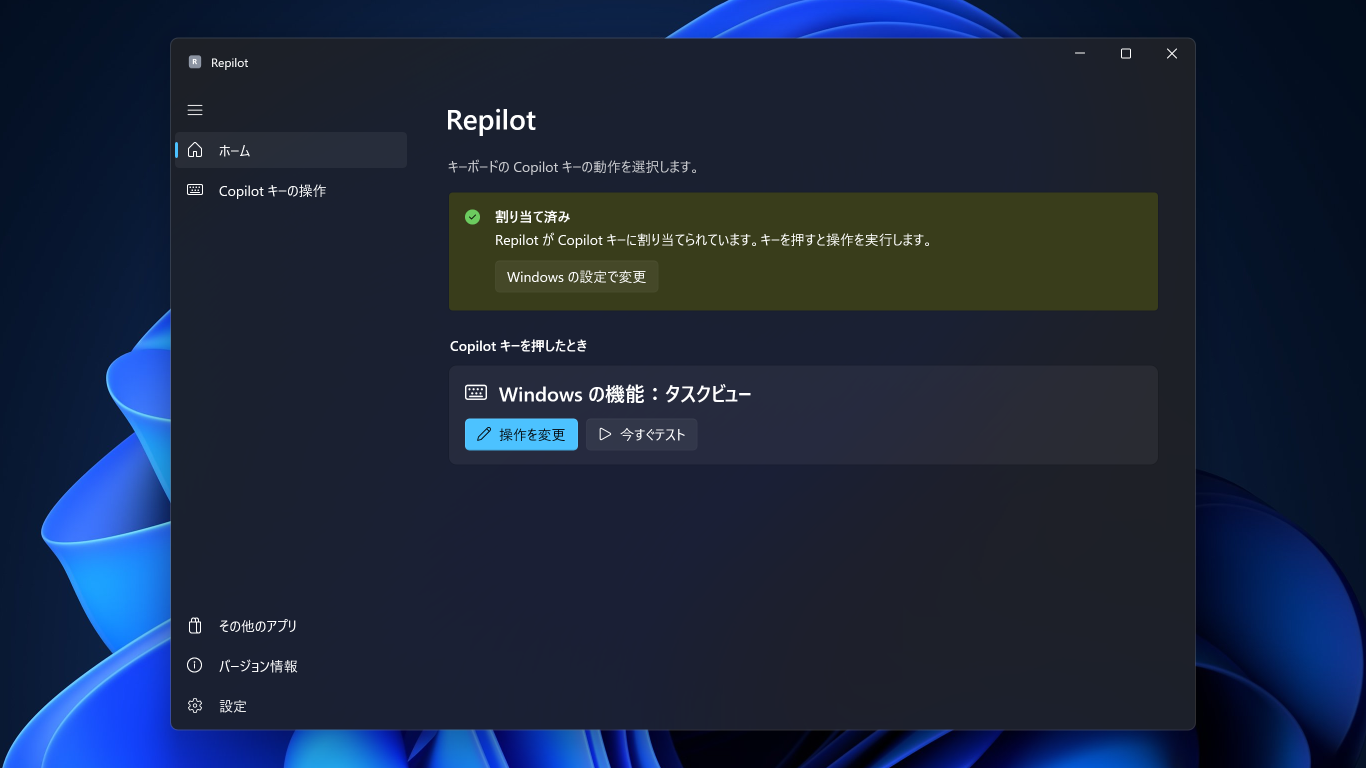 Repilot
ホーム
Copilot キーの操作
Repilot
キーボードの Copilot キーの動作を選択します。
割り当て済み
Repilot が Copilot キーに割り当てられています。キーを押すと操作を実行します。
Windows の設定で変更
Copilot キーを押したとき
Windows の機能：タスクビュー
操作を変更
今すぐテスト
その他のアプリ
バージョン情報
設定